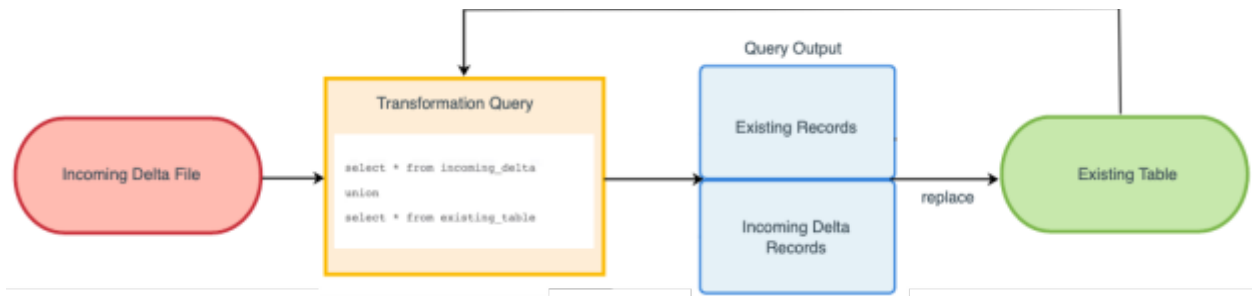 Query Output
Incoming Delta File
Transformation Query
select * from incoming_delta
union
select * from existing_table
Existing Records
Incoming Delta
Records
replace
Existing Table